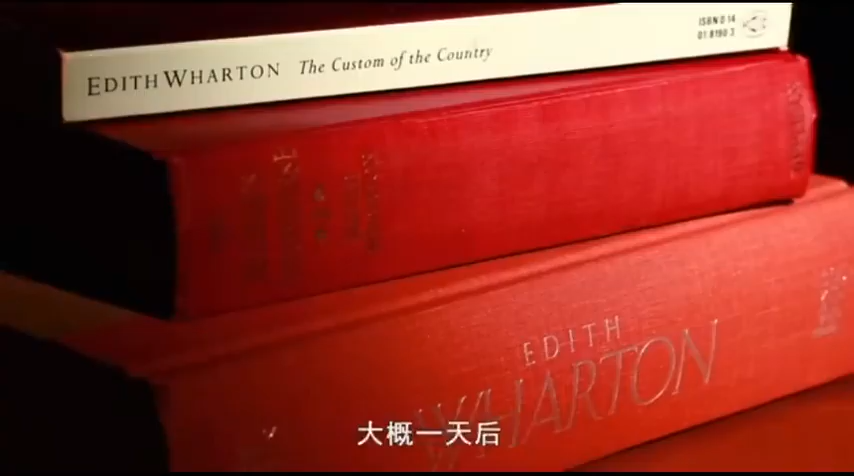 EDITH WHARTON The Custom of the Country
ISBN 0 14
01 8190 3
EDITH
WHARTON
大概一天后